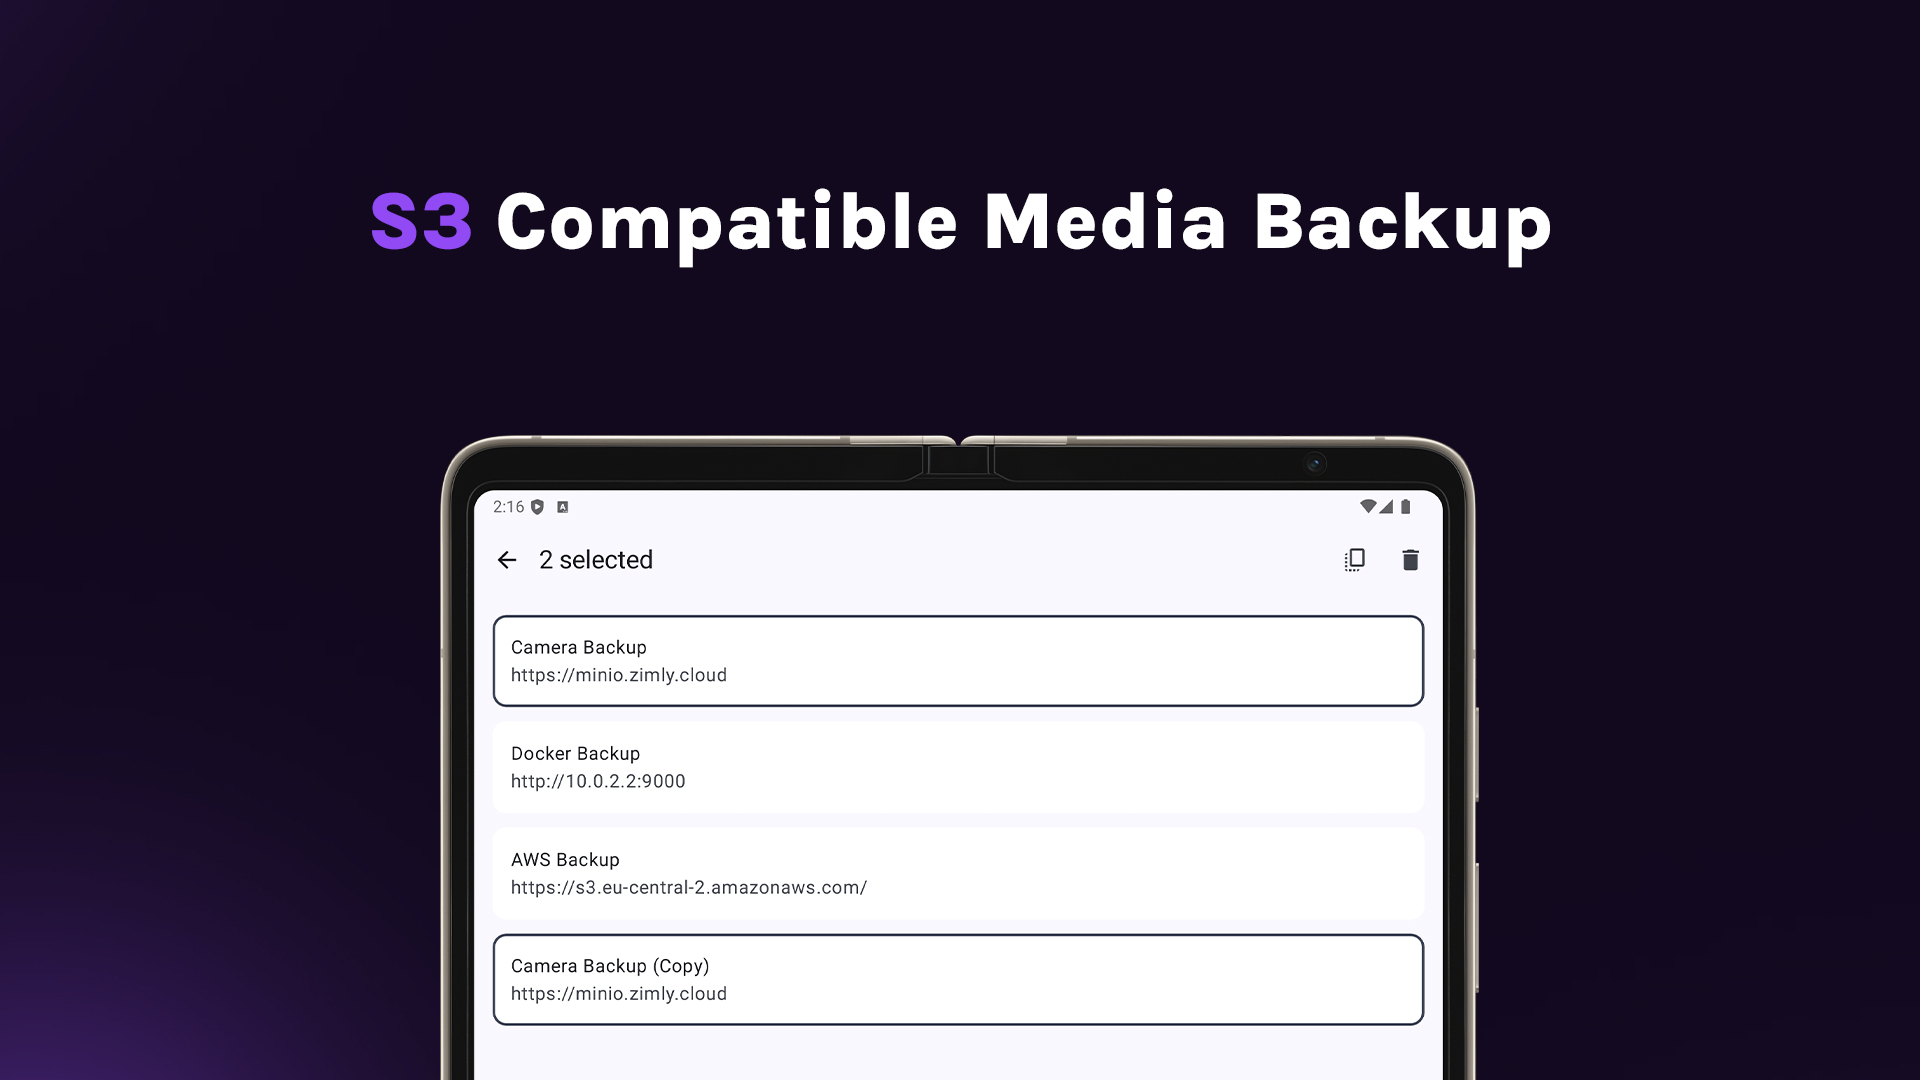 S3 Compatible Media Backup
2:16
2 selected
Camera Backup
https://minio.zimly.cloud
Docker Backup
http://10.0.2.2:9000
AWS Backup
https://s3.eu-central-2.amazonaws.com/
Camera Backup (Copy)
https://minio.zimly.cloud